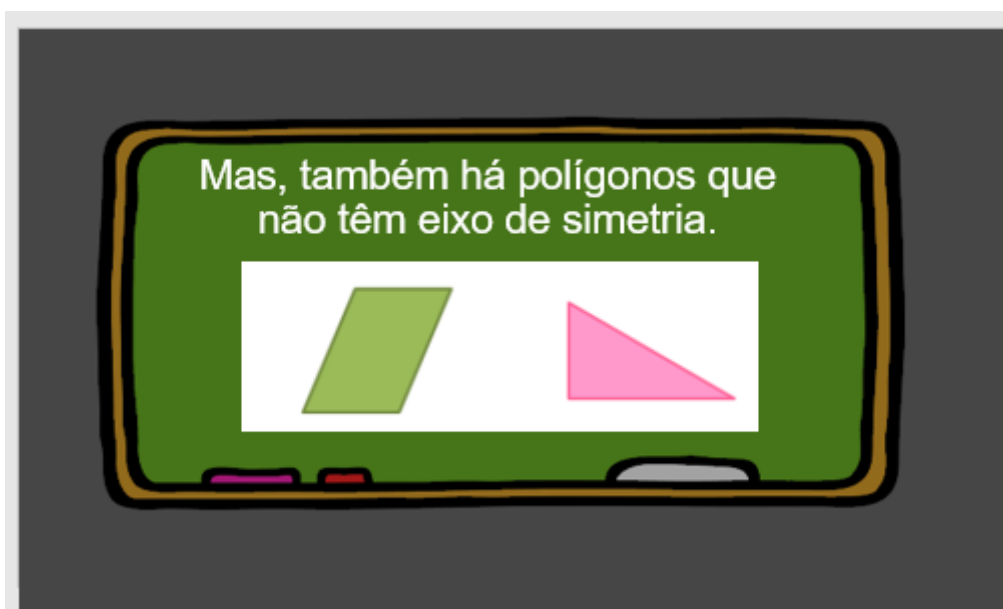 Mas, também há polígonos que
não têm eixo de simetria.